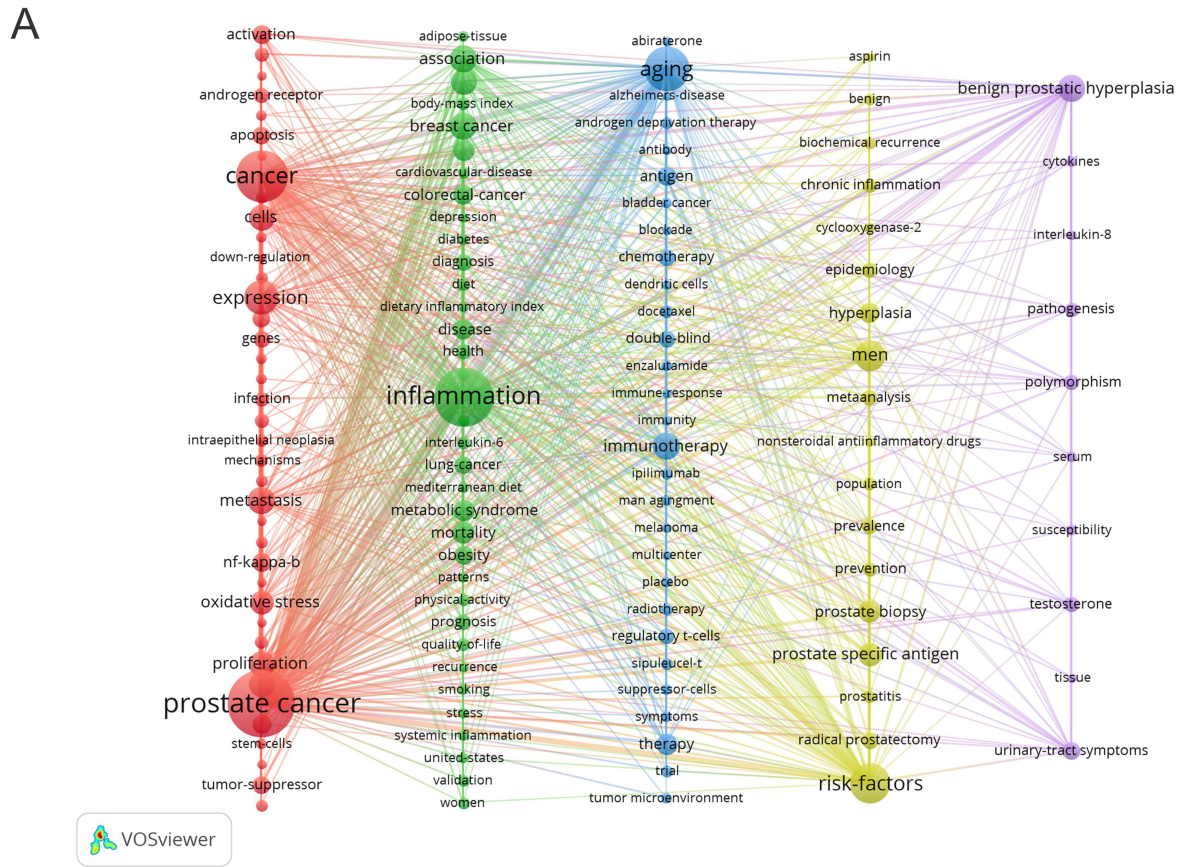 A
activation
androgen receptor
apoptosis
cancer
cells
down-regulation
expression
genes
infection
intraepithelial neoplasia
mechanisms
metastasis
nf-kappa-b
oxidative stress
proliferation
prostate cancer
stem-cells
tumor-suppressor
adipose-tissue
association
body-mass index
breast cancer
cardiovascular-disease
colorectal-cancer
depression
diabetes
diagnosis
diet
dietary inflammatory index
disease
health
inflammation
interleukin-6
lung-cancer
mediterranean diet
metabolic syndrome
mortality
obesity
patterns
physical-activity
prognosis
quality-of-life
recurrence
smoking
stress
systemic inflammation
united-states
validation
women
abiraterone
aging
alzheimers-disease
androgen deprivation therapy
antibody
antigen
bladder cancer
blockade
chemotherapy
dendritic cells
docetaxel
double-blind
enzalutamide
immune-response
immunity
immunotherapy
ipilimumab
man agingment
melanoma
multicenter
placebo
radiotherapy
regulatory t-cells
sipuleucel-t
suppressor-cells
symptoms
therapy
trial
tumor microenvironment
aspirin
benign
biochemical recurrence
chronic inflammation
cyclooxygenase-2
epidemiology
hyperplasia
men
metaanalysis
nonsteroidal antiinflammatory drugs
population
prevalence
prevention
prostate biopsy
prostate specific antigen
prostatitis
radical prostatectomy
risk-factors
benign prostatic hyperplasia
cytokines
interleukin-8
pathogenesis
polymorphism
serum
susceptibility
testosterone
tissue
urinary-tract symptoms
VOSviewer